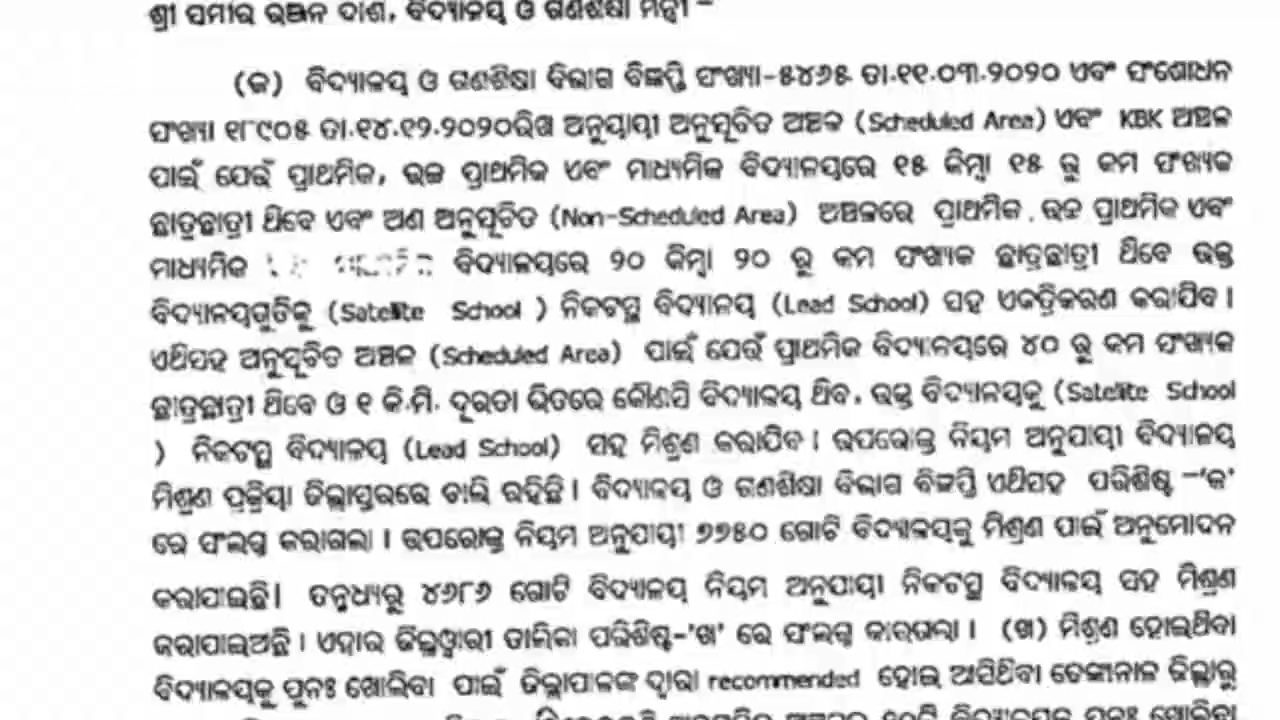 ଶ୍ରୀ ସମୀର ରଞ୍ଜନ ଦାଶ, ବିଦ୍ୟାଳୟ ଓ ଗଣଶିକ୍ଷା ମନ୍ତ୍ରୀ –
(କ) ବିଦ୍ୟାଳୟ ଓ ଗଣଶିକ୍ଷା ବିଭାଗ ବିଜ୍ଞପ୍ତି ସଂଖ୍ୟା-୫୪୬୫ ତା.୧୧.୦୩.୨୦୨୦ ଏବଂ ସଂଶୋଧନ
ସଂଖ୍ୟା ୧୮୯୦୫ ତା.୧୪.୧୨.୨୦୨୦ରିଖ ଅନୁଯାୟୀ ଅନୁସୂଚିତ ଅଞ୍ଚଳ (Scheduled Area) ଏବଂ KBK ଅଞ୍ଚଳ
ପାଇଁ ଯେଉଁ ପ୍ରାଥମିକ, ଉଚ୍ଚ ପ୍ରାଥମିକ ଏବଂ ମାଧ୍ୟମିକ ବିଦ୍ୟାଳୟରେ ୧୫ କିମ୍ବା ୧୫ ରୁ କମ ସଂଖ୍ୟକ
ଛାତ୍ରଛାତ୍ରୀ ଥିବେ ଏବଂ ଅଣ ଅନୁସୂଚିତ (Non-Scheduled Area) ଅଞ୍ଚଳରେ ପ୍ରାଥମିକ , ଉଚ୍ଚ ପ୍ରାଥମିକ ଏବଂ
ମାଧ୍ୟମିକ ବିଦ୍ୟାଳୟରେ ୨୦ କିମ୍ବା ୨୦ ରୁ କମ ସଂଖ୍ୟକ ଛାତ୍ରଛାତ୍ରୀ ଥିବେ ଉକ୍ତ
ବିଦ୍ୟାଳୟଗୁଡିକୁ (Satellite School ) ନିକଟସ୍ଥ ବିଦ୍ୟାଳୟ (Lead School) ସହ ଏକତ୍ରିକରଣ କରାଯିବ ।
ଏଥିସହ ଅନୁସୂଚିତ ଅଞ୍ଚଳ (Scheduled Area) ପାଇଁ ଯେଉଁ ପ୍ରାଥମିକ ବିଦ୍ୟାଳୟରେ ୪୦ ରୁ କମ ସଂଖ୍ୟକ
ଛାତ୍ରଛାତ୍ରୀ ଥିବେ ଓ ୧ କି.ମି. ଦୂରତା ଭିତରେ କୌଣସି ବିଦ୍ୟାଳୟ ଥିବ, ଉକ୍ତ ବିଦ୍ୟାଳୟକୁ (Satellite School
) ନିକଟସ୍ଥ ବିଦ୍ୟାଳୟ (Lead School) ସହ ମିଶ୍ରଣ କରାଯିବ । ଉପରୋକ୍ତ ନିୟମ ଅନୁଯାୟୀ ବିଦ୍ୟାଳୟ
ମିଶ୍ରଣ ପ୍ରକ୍ରିୟା ଜିଲ୍ଲାସ୍ତରରେ ଚାଲି ରହିଛି । ବିଦ୍ୟାଳୟ ଓ ଗଣଶିକ୍ଷା ବିଭାଗ ବିଜ୍ଞପ୍ତି ଏଥିସହ ପରିଶିଷ୍ଟ –'କ'
ରେ ସଂଲଗ୍ନ କରାଗଲା । ଉପରୋକ୍ତ ନିୟମ ଅନୁଯାୟୀ ୭୭୫୦ ଗୋଟି ବିଦ୍ୟାଳୟକୁ ମିଶ୍ରଣ ପାଇଁ ଅନୁମୋଦନ
କରାଯାଇଛି। ତନ୍ମଧ୍ୟରୁ ୪୬୮୬ ଗୋଟି ବିଦ୍ୟାଳୟ ନିୟମ ଅନୁଯାୟୀ ନିକଟସ୍ଥ ବିଦ୍ୟାଳୟ ସହ ମିଶ୍ରଣ
କରାଯାଇଅଛି । ଏହାର ଜିଲ୍ଲାୱାରୀ ତାଲିକା ପରିଶିଷ୍ଟ-'ଖ' ରେ ସଂଲଗ୍ନ କାରଗଲା । (ଖ) ମିଶ୍ରଣ ହୋଇଥିବା
ବିଦ୍ୟାଳୟକୁ ପୁନଃ ଖୋଲିବା ପାଇଁ ଜିଲ୍ଲାପାଳଙ୍କ ଦ୍ୱାରା recommended ହୋଇ ଆସିଥିବା ଢେଙ୍କାନାଳ ଜିଲ୍ଲାରୁ